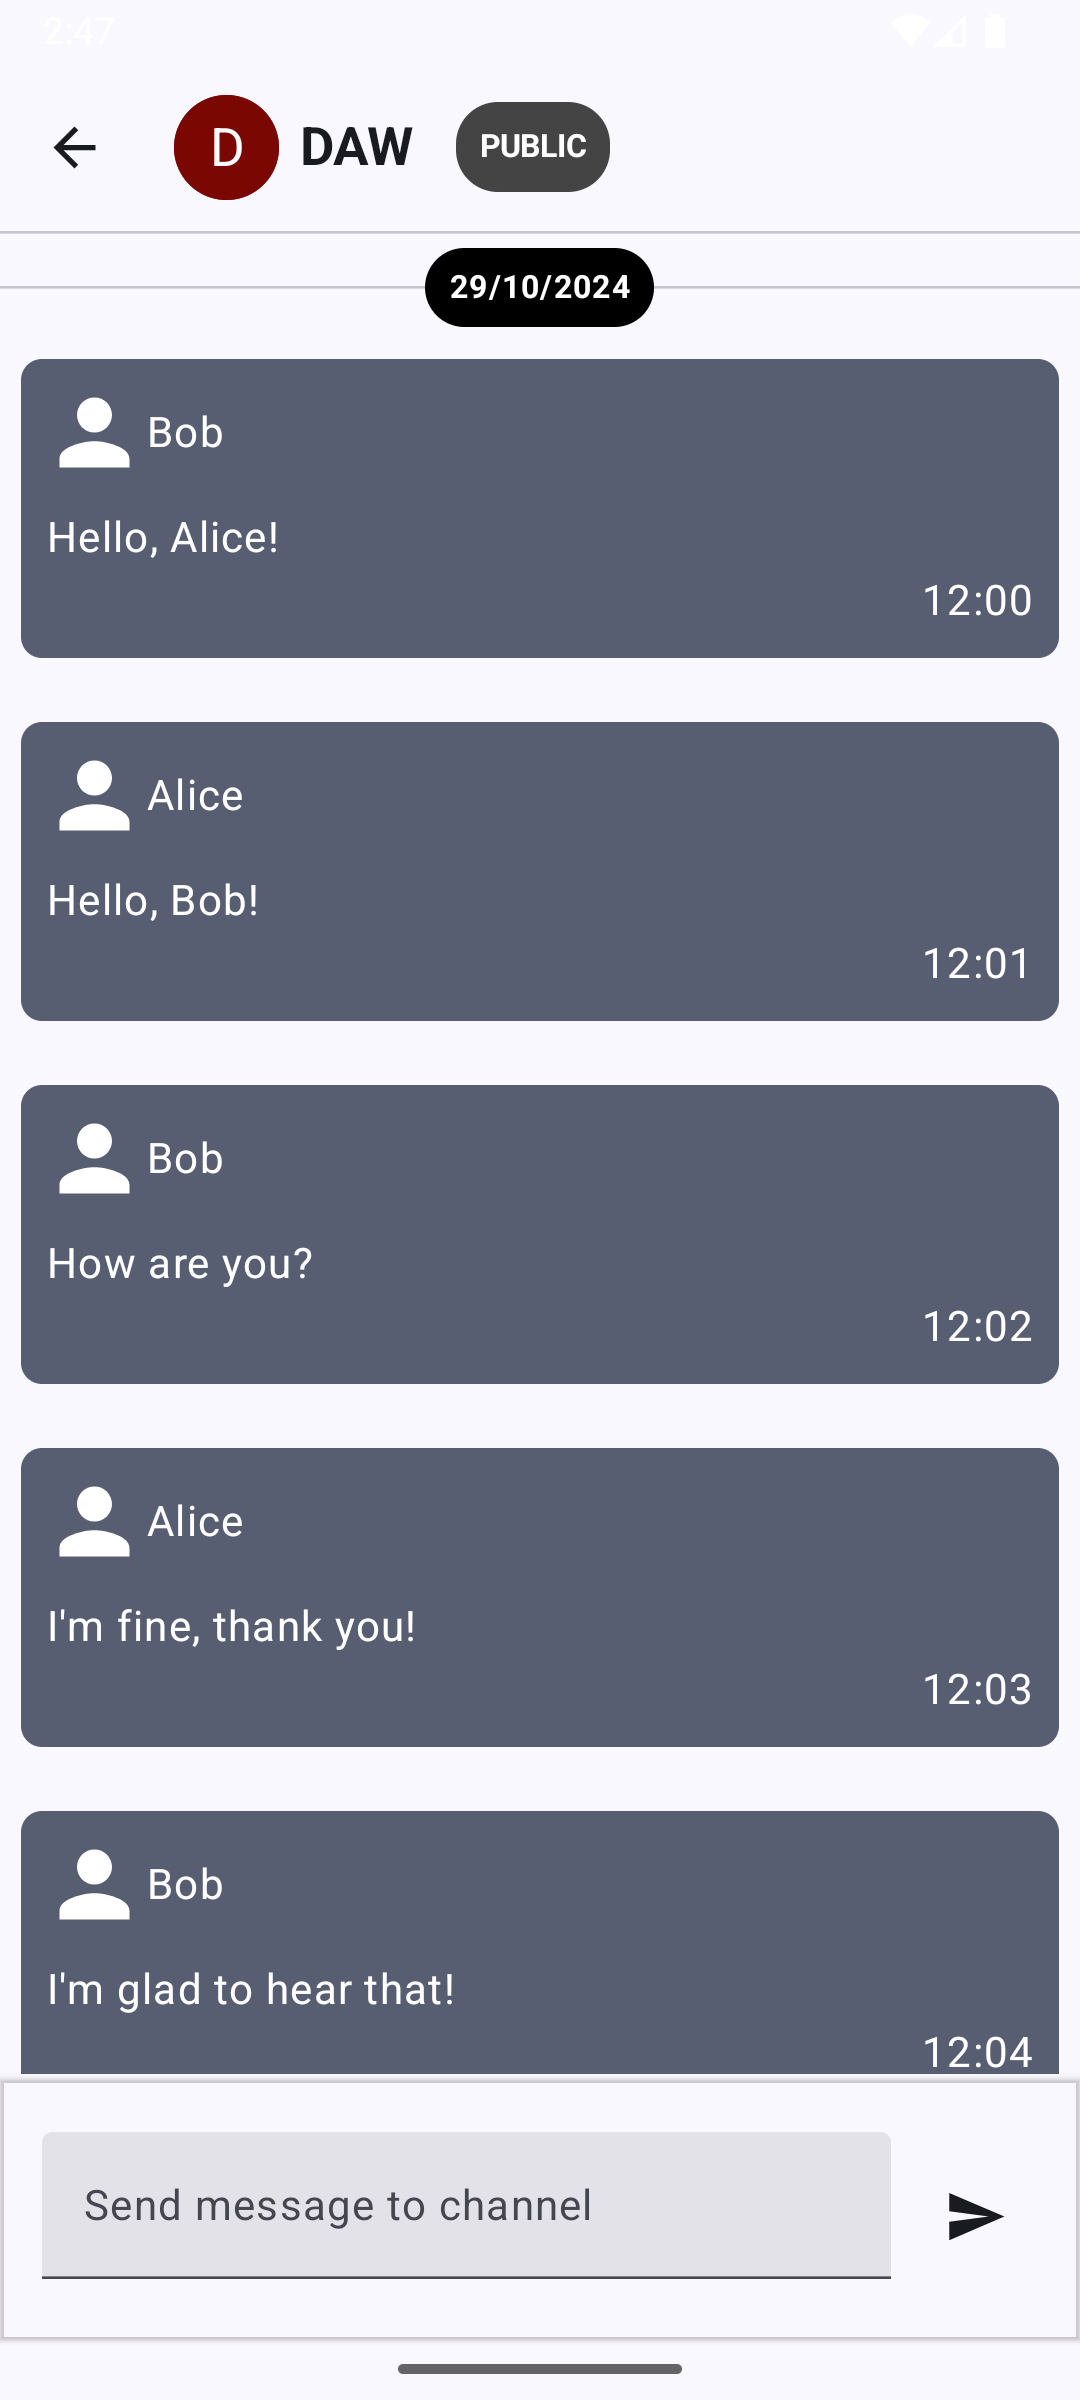 2:47
D DAW PUBLIC
29/10/2024
Bob
Hello, Alice!
12:00
Alice
Hello, Bob!
12:01
Bob
How are you?
12:02
Alice
I'm fine, thank you!
12:03
Bob
I'm glad to hear that!
12:04
Send message to channel